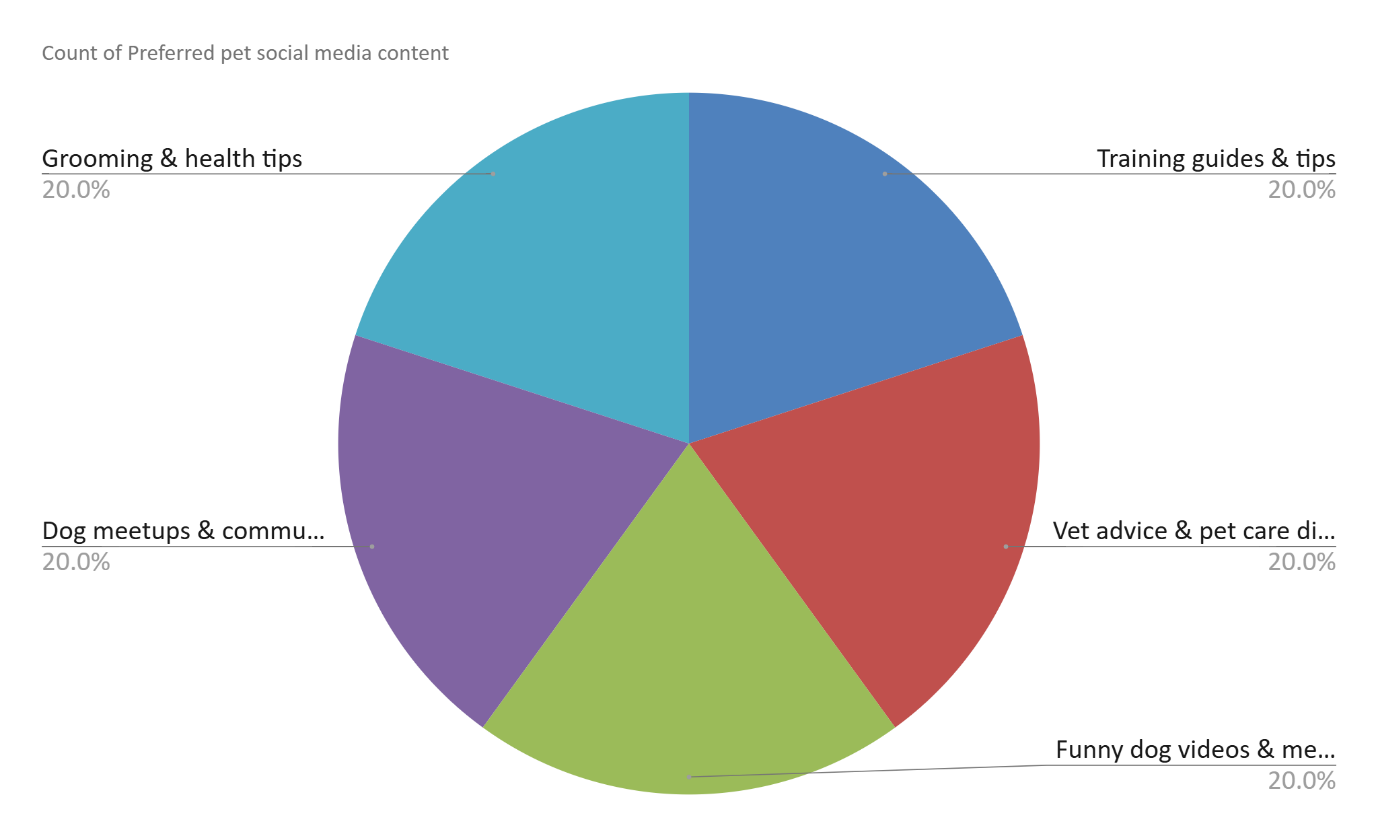 Count of Preferred pet social media content
Grooming & health tips
20.0%
Training guides & tips
20.0%
Dog meetups & commu...
20.0%
Vet advice & pet care di...
20.0%
Funny dog videos & me...
20.0%